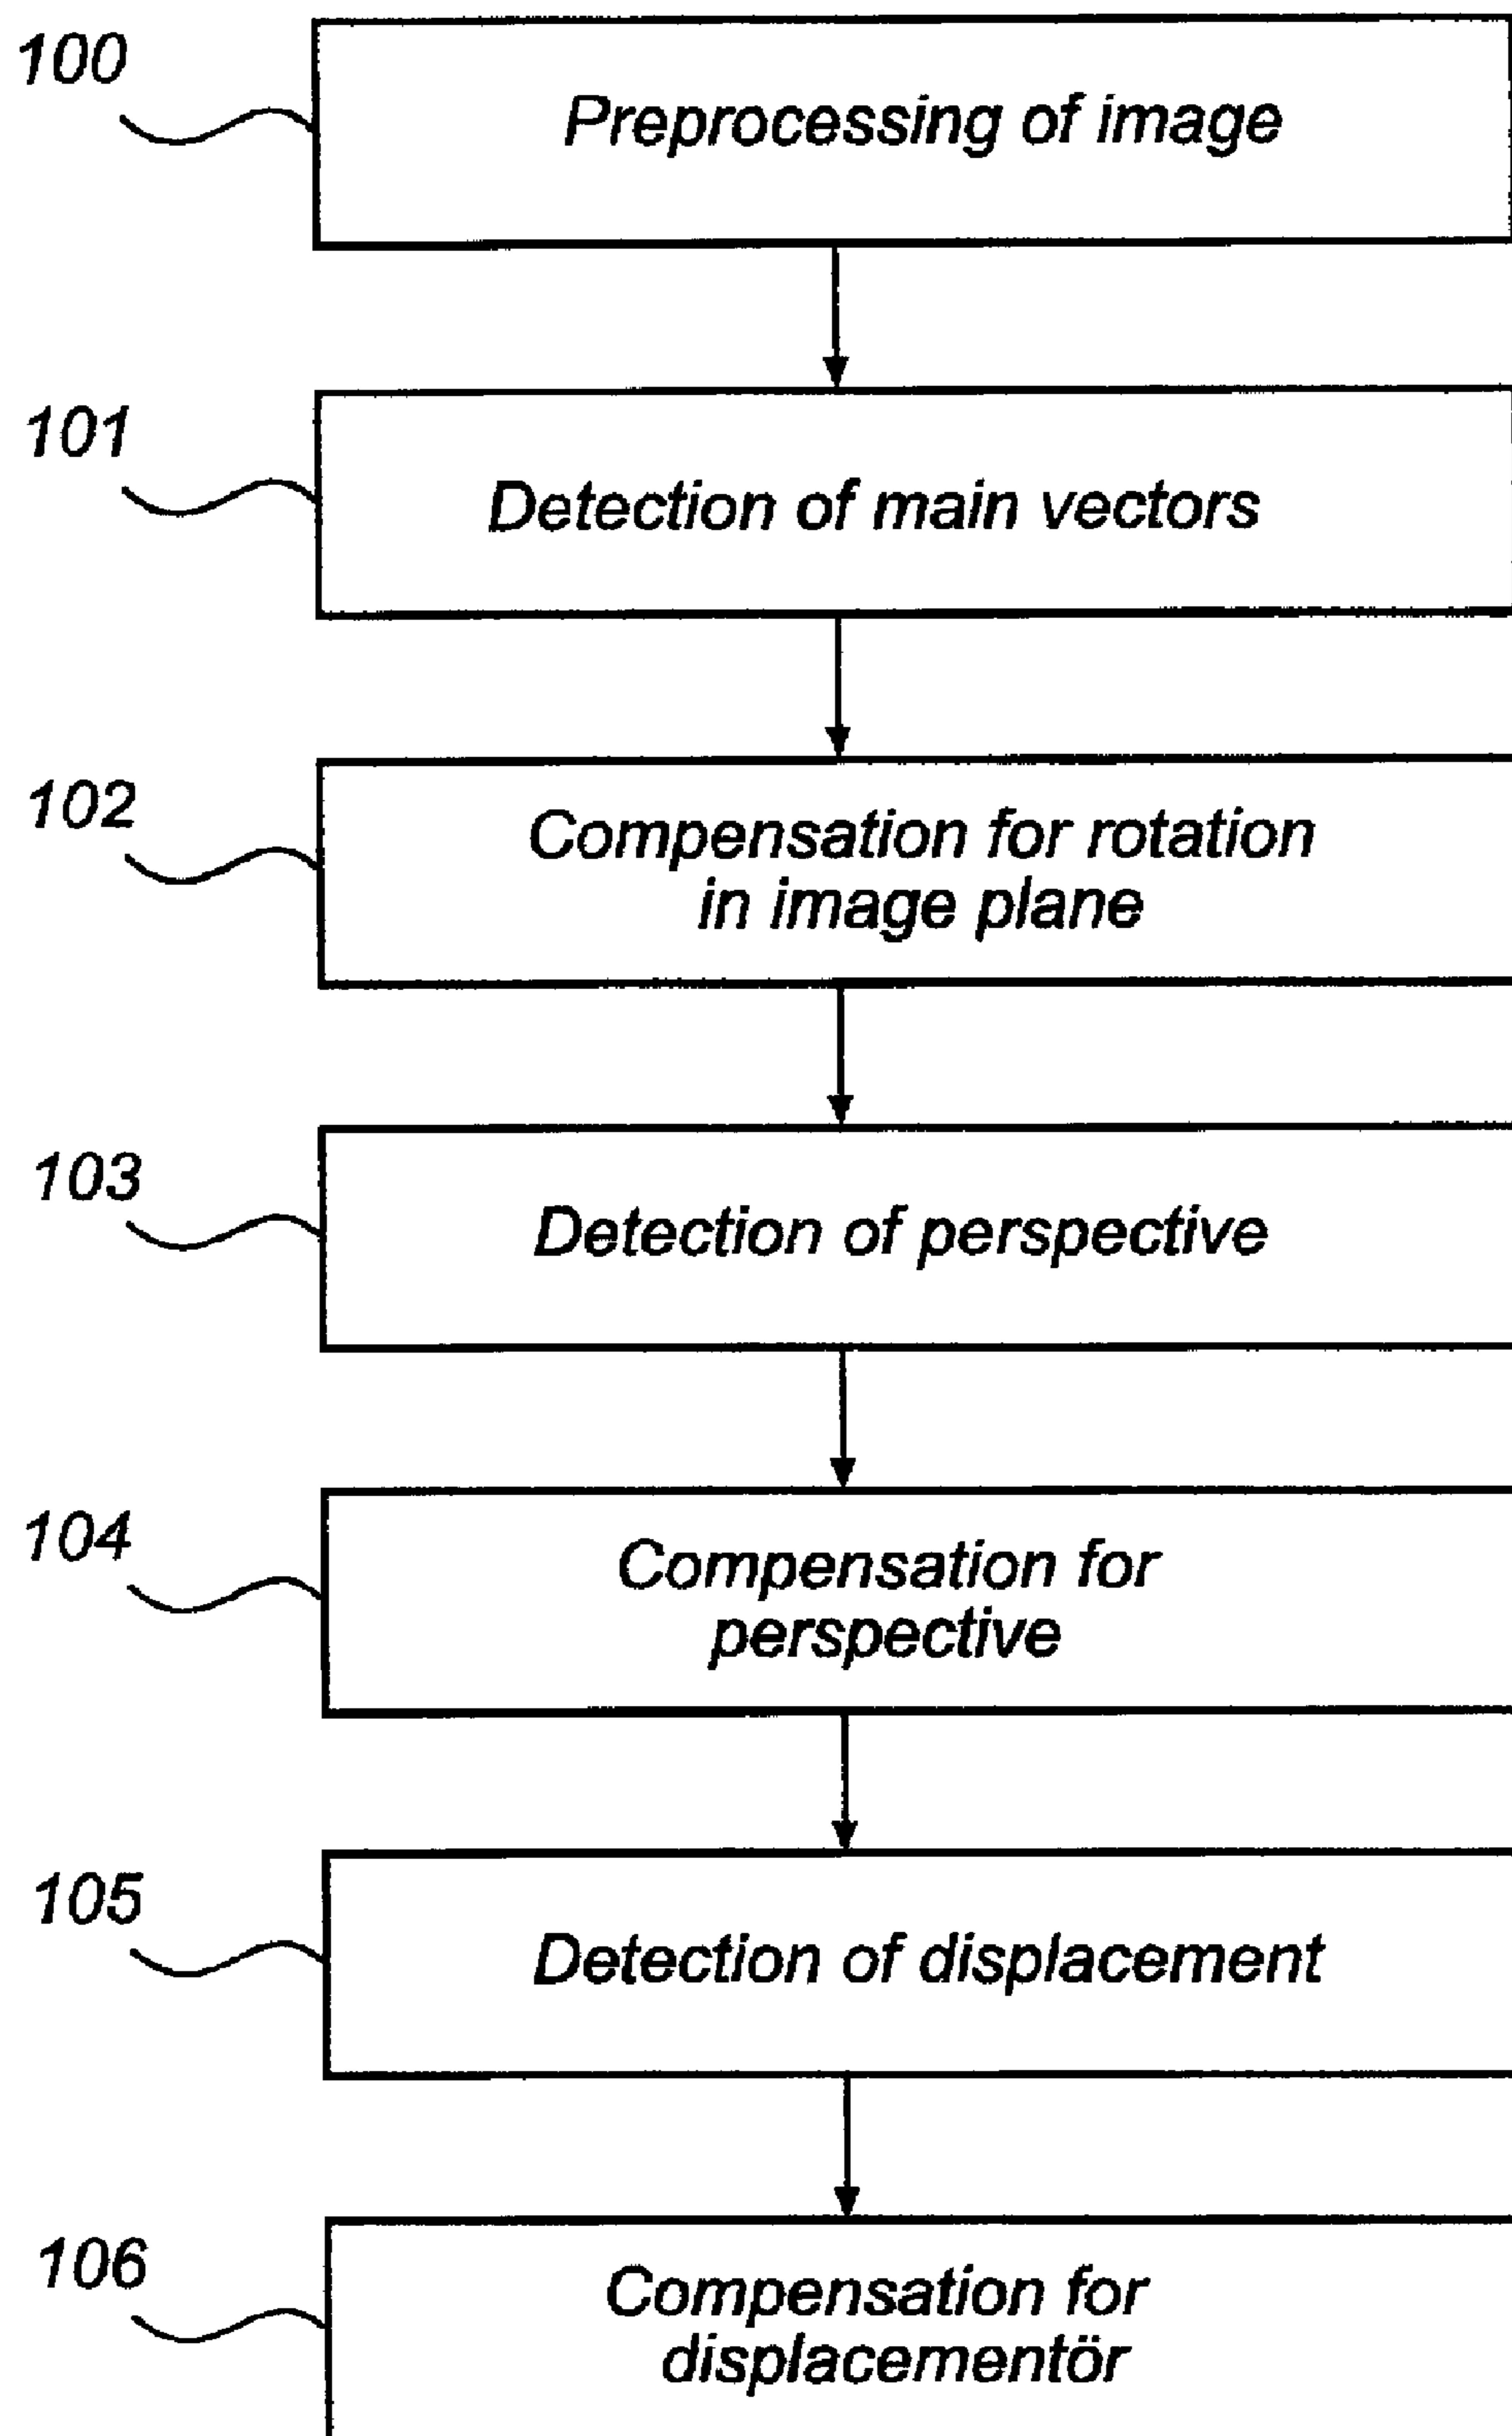 100
Preprocessing of image
101
Detection of main vectors
102
Compensation for rotation
in image plane
103
Detection of perspective
104
Compensation for
perspective
105
Detection of displacement
106
Compensation for
displacementör